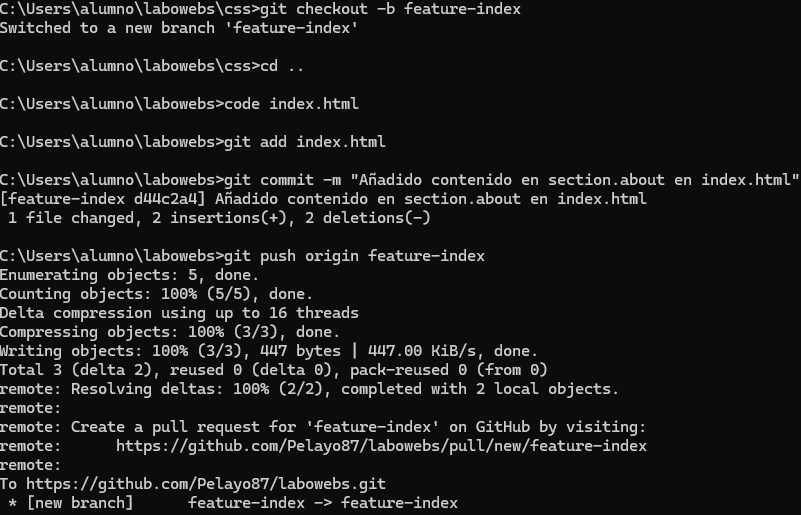 C:\Users\alumno\labowebs\css>git checkout -b feature-index
Switched to a new branch 'feature-index'
C:\Users\alumno\labowebs\css>cd ..
C:\Users\alumno\labowebs>code index.html
C:\Users\alumno\labowebs>git add index.html
C:\Users\alumno\labowebs>git commit -m "Añadido contenido en section.about en index.html"
[feature-index d44c2a4] Añadido contenido en section.about en index.html
 1 file changed, 2 insertions(+), 2 deletions(-)
C:\Users\alumno\labowebs>git push origin feature-index
Enumerating objects: 5, done.
Counting objects: 100% (5/5), done.
Delta compression using up to 16 threads
Compressing objects: 100% (3/3), done.
Writing objects: 100% (3/3), 447 bytes | 447.00 KiB/s, done.
Total 3 (delta 2), reused 0 (delta 0), pack-reused 0 (from 0)
remote: Resolving deltas: 100% (2/2), completed with 2 local objects.
remote:
remote: Create a pull request for 'feature-index' on GitHub by visiting:
remote:      https://github.com/Pelayo87/labowebs/pull/new/feature-index
remote:
To https://github.com/Pelayo87/labowebs.git
 * [new branch]      feature-index -> feature-index